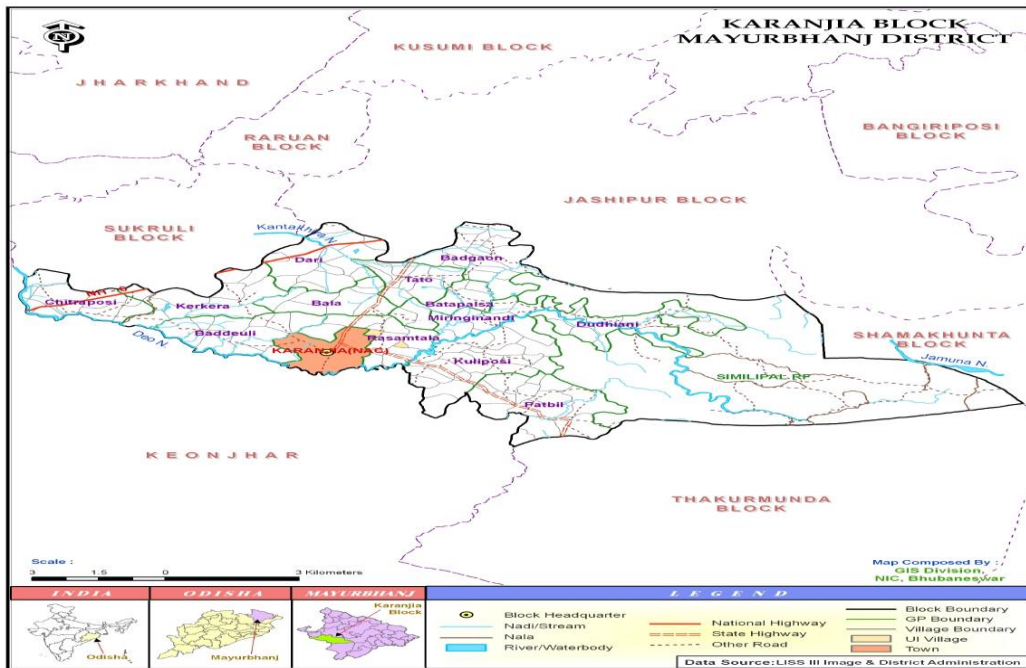 KARANJIA BLOCK
MAYURBHANJ DISTRICT
N
KUSUMI BLOCK
JHARKHAND
RARUAN
BLOCK
BANGIRIPOSI
BLOCK
JASHIPUR BLOCK
SUKRULI
BLOCK
Dari
Badgaon
Tato
Chitraposi
Kerkera
Bala
Batapaisa
Miringinandi
Dudhiani
Baddeuli
Deo N
Rasamtala
KARANJIA(NAC)
Kuliposi
SHAMAKHUNTA
BLOCK
Jamuna N.
SIMILIPAL RF
Patbil
KEONJHAR
THAKURMUNDA
BLOCK
Scale :
3 1.5 0 3 Kilometers
Map Composed By :
GIS Division,
NIC, Bhubaneswar
INDIA
ODISHA
MAYURBHANJ
LEGEND
Odisha
Mayurbhanj
Karanjia
Block
Block Headquarter
Nadi/Stream
Nala
River/Waterbody
National Highway
State Highway
Other Road
Block Boundary
GP Boundary
Village Boundary
UI Village
Town
Data Source:LISS III Image & District Administration